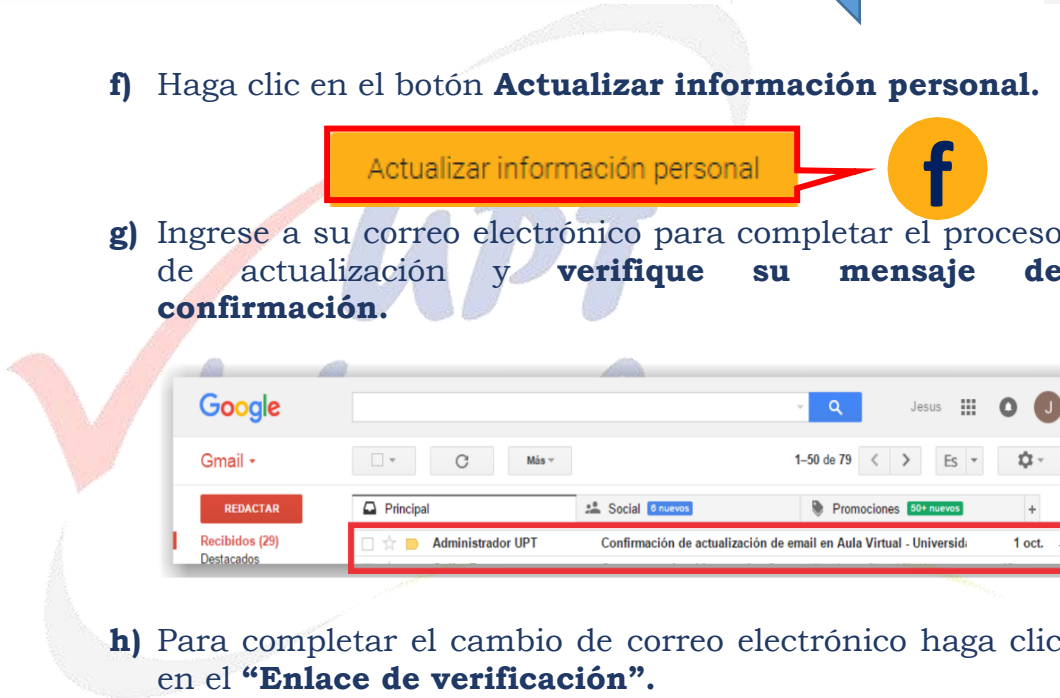 f) Haga clic en el botón Actualizar información personal.
Actualizar información personal
f
g) Ingrese a su correo electrónico para completar el proceso
de actualización y verifique su mensaje de
confirmación.
UPT
Google
Jesus
J
Gmail
Más
1–50 de 79
Es
REDACTAR
Principal
Social 6 nuevos
Promociones 50+ nuevos
+
Recibidos (29)
Administrador UPT Confirmación de actualización de email en Aula Virtual - Universid
1 oct.
Destacados
h) Para completar el cambio de correo electrónico haga clic
en el “Enlace de verificación”.